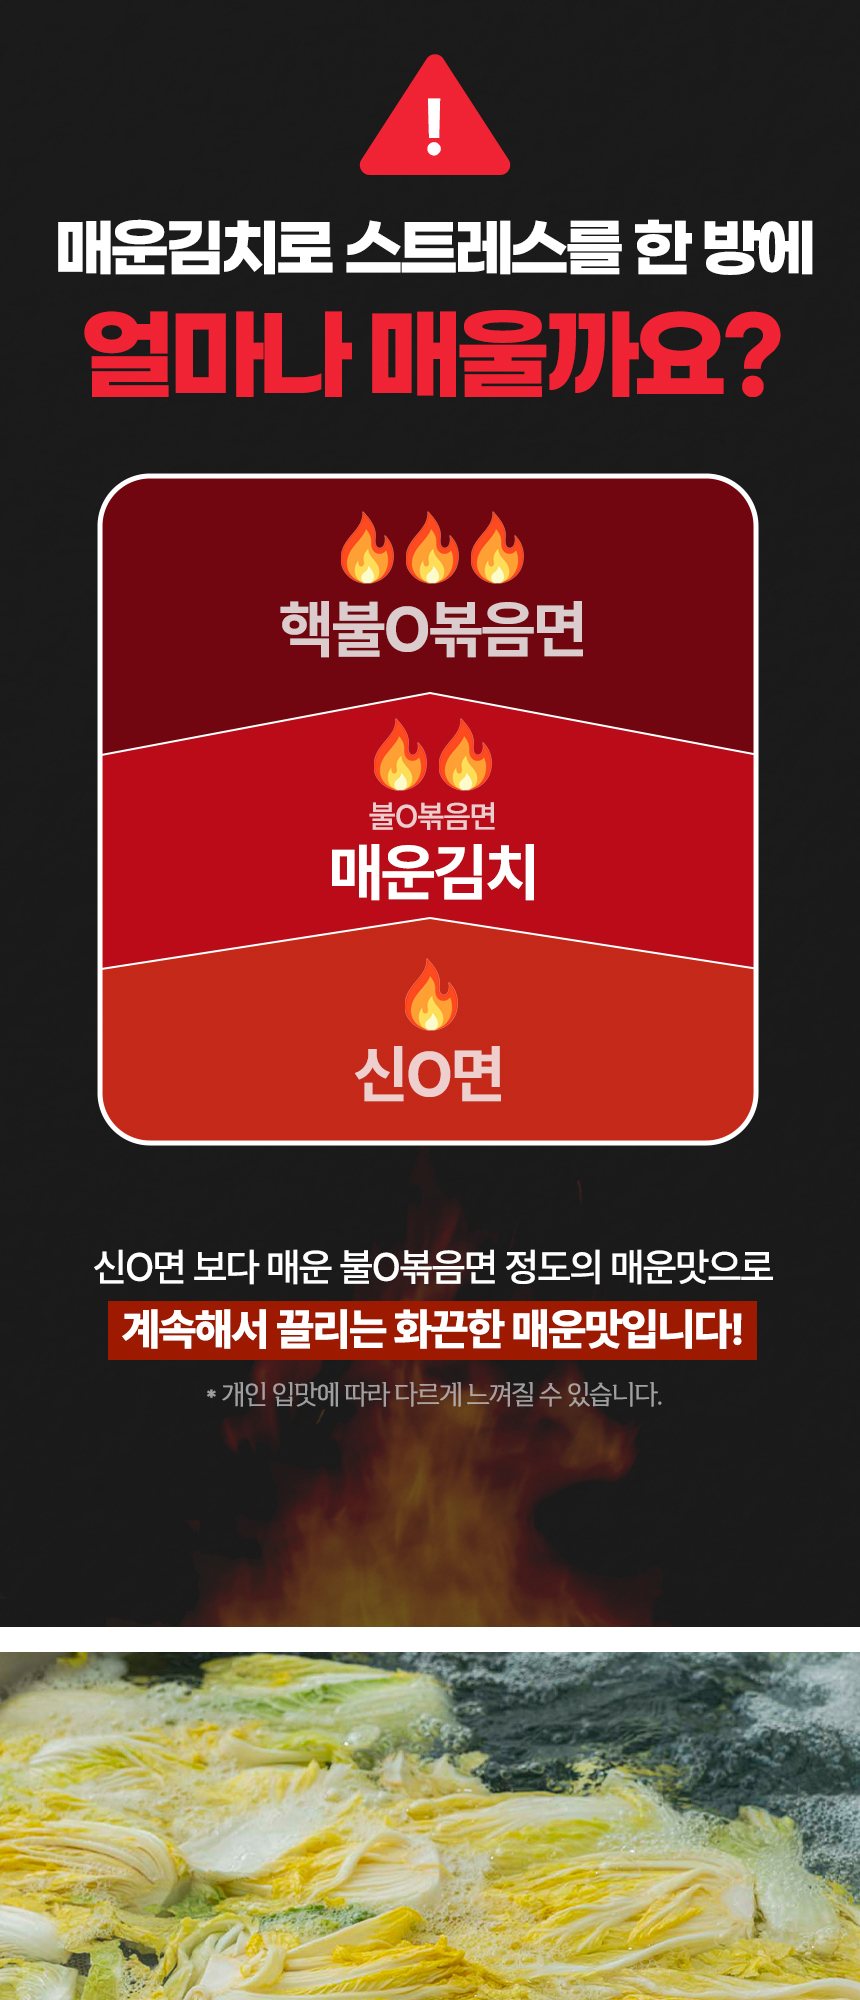 !
매운김치로 스트레스를 한 방에
얼마나 매울까요?
핵불O볶음면
불O볶음면
매운김치
신O면
신O면 보다 매운 불O볶음면 정도의 매운맛으로
계속해서 끌리는 화끈한 매운맛입니다!
* 개인 입맛에 따라 다르게 느껴질 수 있습니다.